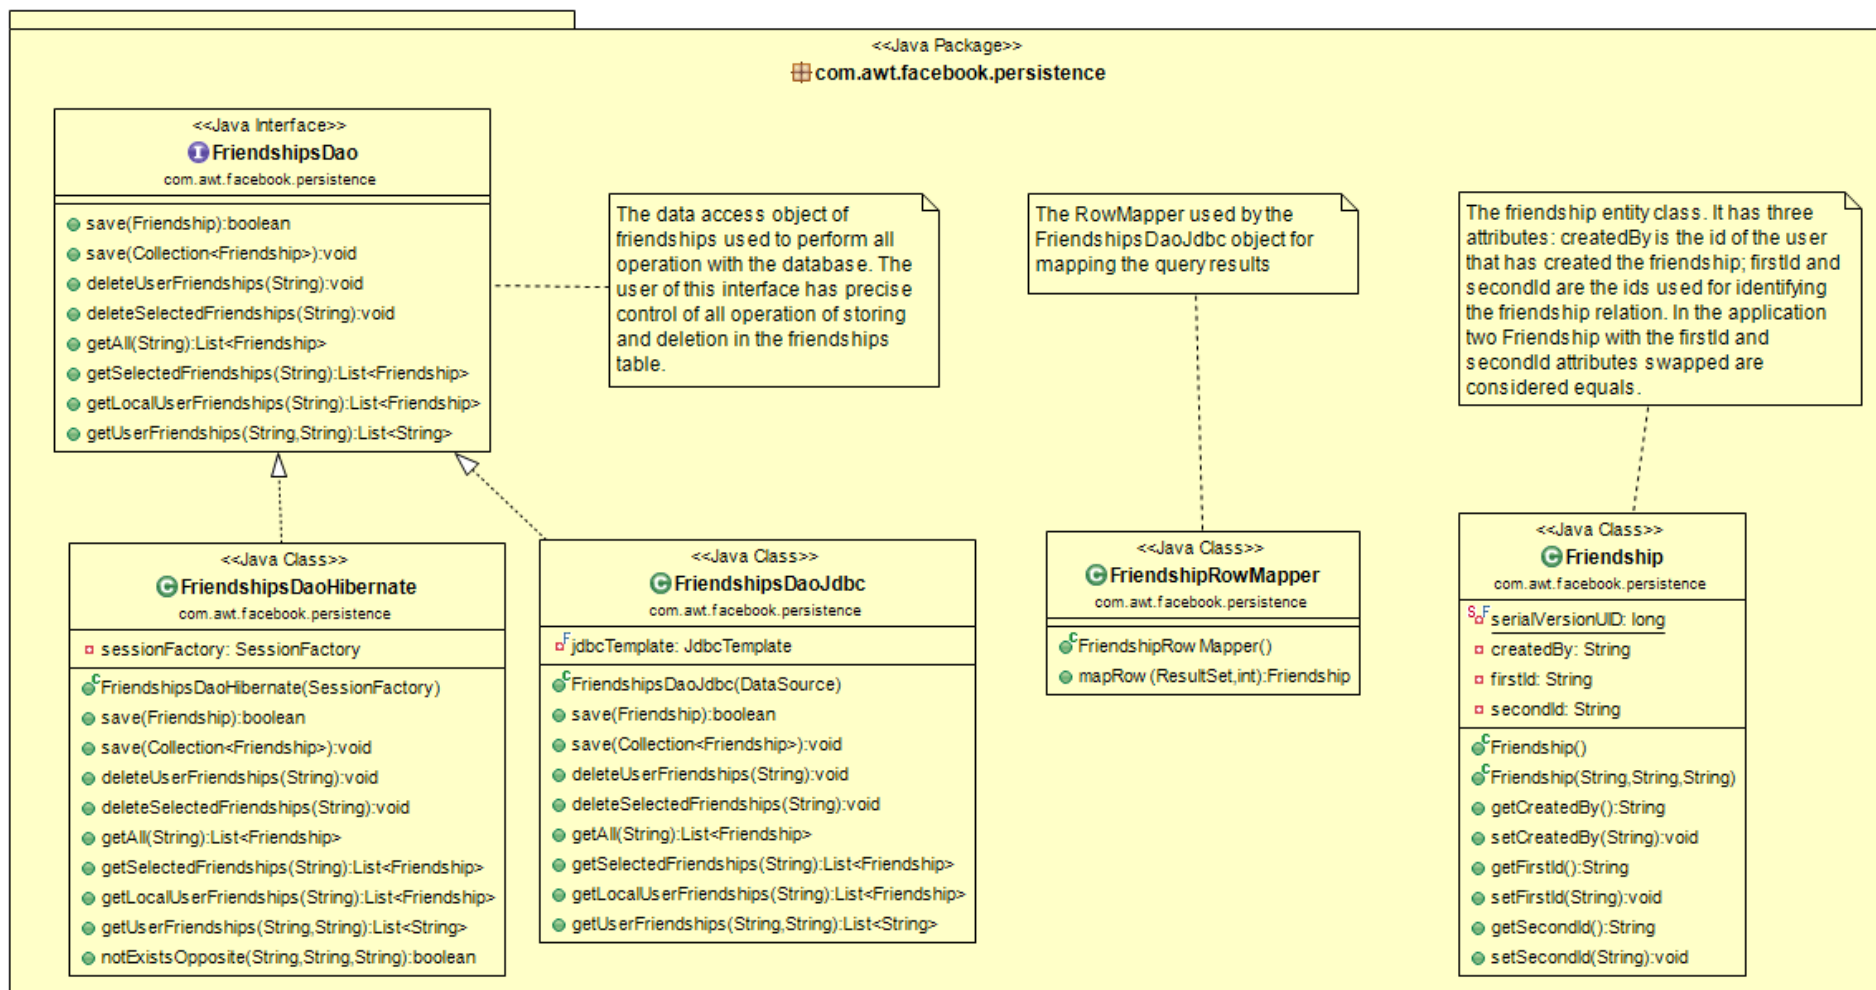 <<Java Package>>
com.awt.facebook.persistence
<<Java Interface>>
I FriendshipsDao
com.awt.facebook.persistence
save(Friendship):boolean
save(Collection<Friendship>):void
deleteUserFriendships(String):void
deleteSelectedFriendships(String):void
getAll(String):List<Friendship>
getSelectedFriendships(String):List<Friendship>
getLocalUserFriendships(String):List<Friendship>
getUserFriendships(String,String):List<String>
The data access object of
friendships used to perform all
operation with the database. The
user of this interface has precise
control of all operation of storing
and deletion in the friendships
table.
The RowMapper used by the
FriendshipsDaoJdbc object for
mapping the query results
The friendship entity class. It has three
attributes: createdBy is the id of the user
that has created the friendship; firstId and
secondId are the ids used for identifying
the friendship relation. In the application
two Friendship with the firstId and
secondId attributes swapped are
considered equals.
<<Java Class>>
C FriendshipsDaoHibernate
com.awt.facebook.persistence
sessionFactory: SessionFactory
C FriendshipsDaoHibernate(SessionFactory)
save(Friendship):boolean
save(Collection<Friendship>):void
deleteUserFriendships(String):void
deleteSelectedFriendships(String):void
getAll(String):List<Friendship>
getSelectedFriendships(String):List<Friendship>
getLocalUserFriendships(String):List<Friendship>
getUserFriendships(String,String):List<String>
notExistsOpposite(String,String,String):boolean
<<Java Class>>
C FriendshipsDaoJdbc
com.awt.facebook.persistence
F jdbcTemplate: JdbcTemplate
C FriendshipsDaoJdbc(DataSource)
save(Friendship):boolean
save(Collection<Friendship>):void
deleteUserFriendships(String):void
deleteSelectedFriendships(String):void
getAll(String):List<Friendship>
getSelectedFriendships(String):List<Friendship>
getLocalUserFriendships(String):List<Friendship>
getUserFriendships(String,String):List<String>
<<Java Class>>
C FriendshipRowMapper
com.awt.facebook.persistence
C FriendshipRowMapper()
mapRow(ResultSet,int):Friendship
<<Java Class>>
C Friendship
com.awt.facebook.persistence
S F serialVersionUID: long
createdBy: String
firstId: String
secondId: String
C Friendship()
C Friendship(String,String,String)
getCreatedBy():String
setCreatedBy(String):void
getFirstId():String
setFirstId(String):void
getSecondId():String
setSecondId(String):void